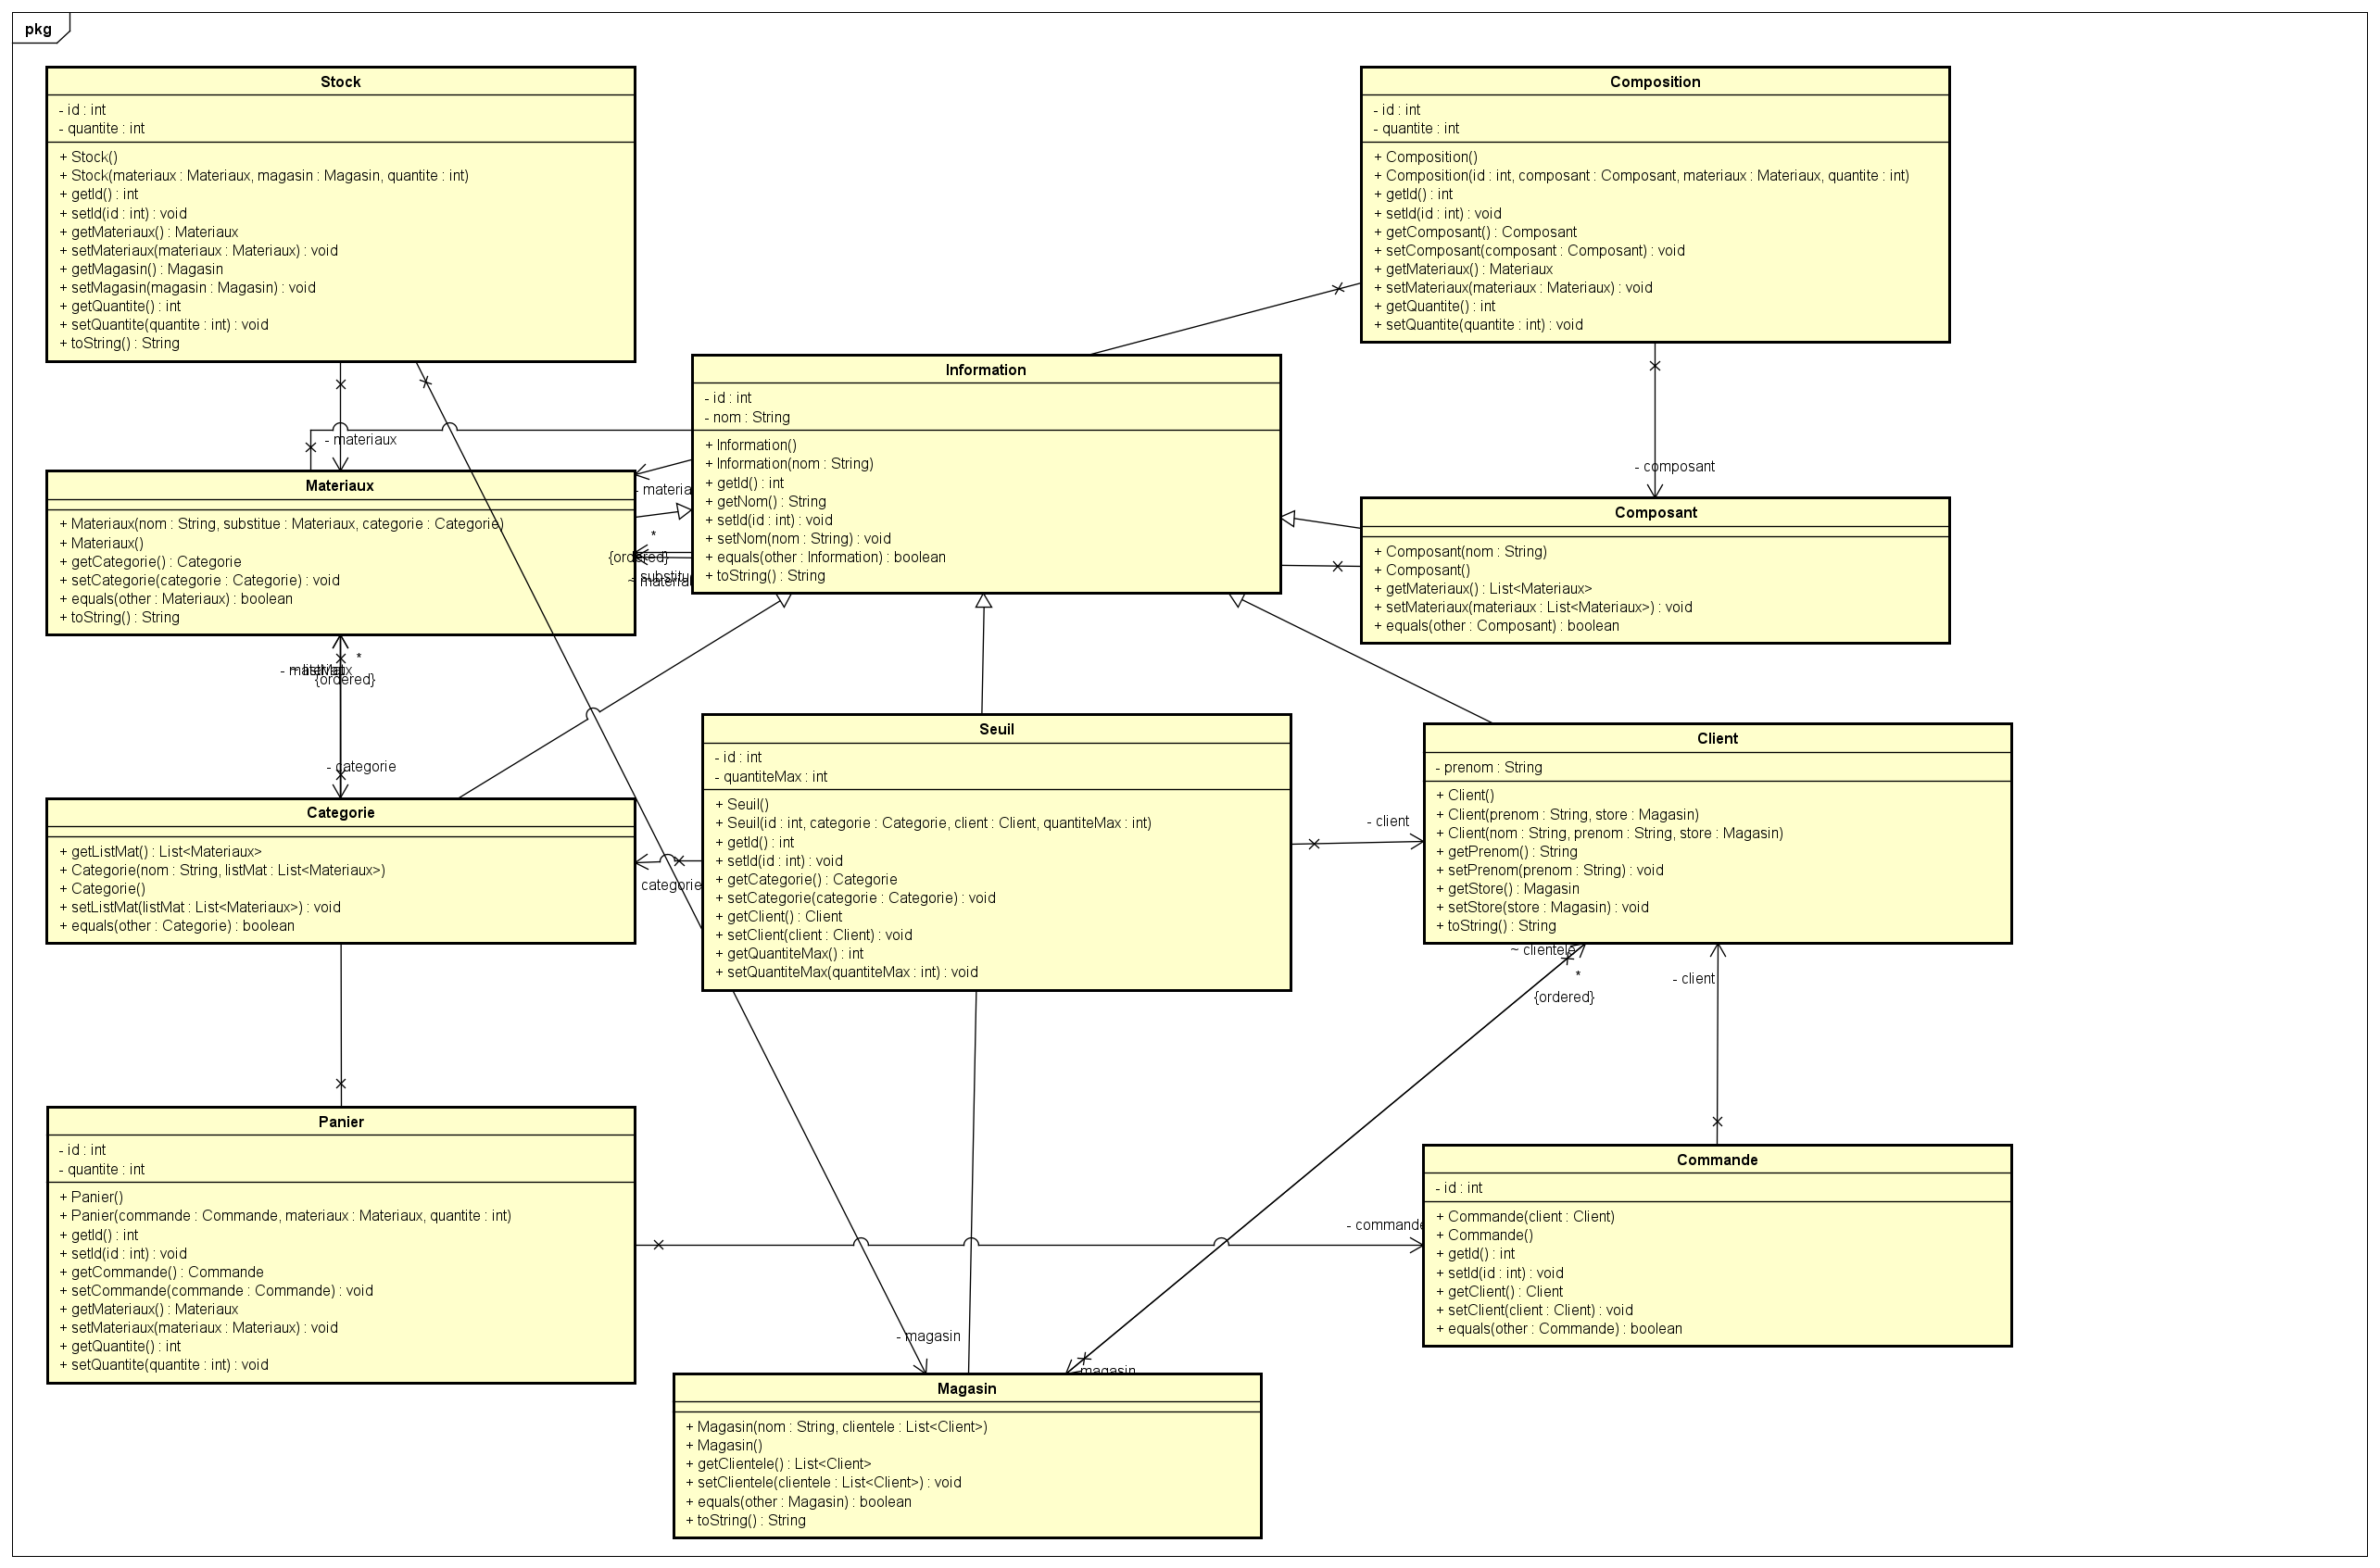 pkg
Stock
- id : int
- quantite : int
+ Stock()
+ Stock(materiaux : Materiaux, magasin : Magasin, quantite : int)
+ getId() : int
+ setId(id : int) : void
+ getMateriaux() : Materiaux
+ setMateriaux(materiaux : Materiaux) : void
+ getMagasin() : Magasin
+ setMagasin(magasin : Magasin) : void
+ getQuantite() : int
+ setQuantite(quantite : int) : void
+ toString() : String
Composition
- id : int
- quantite : int
+ Composition()
+ Composition(id : int, composant : Composant, materiaux : Materiaux, quantite : int)
+ getId() : int
+ setId(id : int) : void
+ getComposant() : Composant
+ setComposant(composant : Composant) : void
+ getMateriaux() : Materiaux
+ setMateriaux(materiaux : Materiaux) : void
+ getQuantite() : int
+ setQuantite(quantite : int) : void
Information
- id : int
- nom : String
+ Information()
+ Information(nom : String)
+ getId() : int
+ getNom() : String
+ setId(id : int) : void
+ setNom(nom : String) : void
+ equals(other : Information) : boolean
+ toString() : String
- materiaux
- composant
Materiaux
+ Materiaux(nom : String, substitue : Materiaux, categorie : Categorie)
+ Materiaux()
+ getCategorie() : Categorie
+ setCategorie(categorie : Categorie) : void
+ equals(other : Materiaux) : boolean
+ toString() : String
- materia
*
{ordered}
Composant
+ Composant(nom : String)
+ Composant()
+ getMateriaux() : List<Materiaux>
+ setMateriaux(materiaux : List<Materiaux>) : void
+ equals(other : Composant) : boolean
*
{ordered}
- categorie
Categorie
+ getListMat() : List<Materiaux>
+ Categorie(nom : String, listMat : List<Materiaux>)
+ Categorie()
+ setListMat(listMat : List<Materiaux>) : void
+ equals(other : Categorie) : boolean
categorie
Seuil
- id : int
- quantiteMax : int
+ Seuil()
+ Seuil(id : int, categorie : Categorie, client : Client, quantiteMax : int)
+ getId() : int
+ setId(id : int) : void
+ getCategorie() : Categorie
+ setCategorie(categorie : Categorie) : void
+ getClient() : Client
+ setClient(client : Client) : void
+ getQuantiteMax() : int
+ setQuantiteMax(quantiteMax : int) : void
- client
Client
- prenom : String
+ Client()
+ Client(prenom : String, store : Magasin)
+ Client(nom : String, prenom : String, store : Magasin)
+ getPrenom() : String
+ setPrenom(prenom : String) : void
+ getStore() : Magasin
+ setStore(store : Magasin) : void
+ toString() : String
~ clientele
*
{ordered}
- client
Panier
- id : int
- quantite : int
+ Panier()
+ Panier(commande : Commande, materiaux : Materiaux, quantite : int)
+ getId() : int
+ setId(id : int) : void
+ getCommande() : Commande
+ setCommande(commande : Commande) : void
+ getMateriaux() : Materiaux
+ setMateriaux(materiaux : Materiaux) : void
+ getQuantite() : int
+ setQuantite(quantite : int) : void
- commande
Commande
- id : int
+ Commande(client : Client)
+ Commande()
+ getId() : int
+ setId(id : int) : void
+ getClient() : Client
+ setClient(client : Client) : void
+ equals(other : Commande) : boolean
- magasin
magasin
Magasin
+ Magasin(nom : String, clientele : List<Client>)
+ Magasin()
+ getClientele() : List<Client>
+ setClientele(clientele : List<Client>) : void
+ equals(other : Magasin) : boolean
+ toString() : String